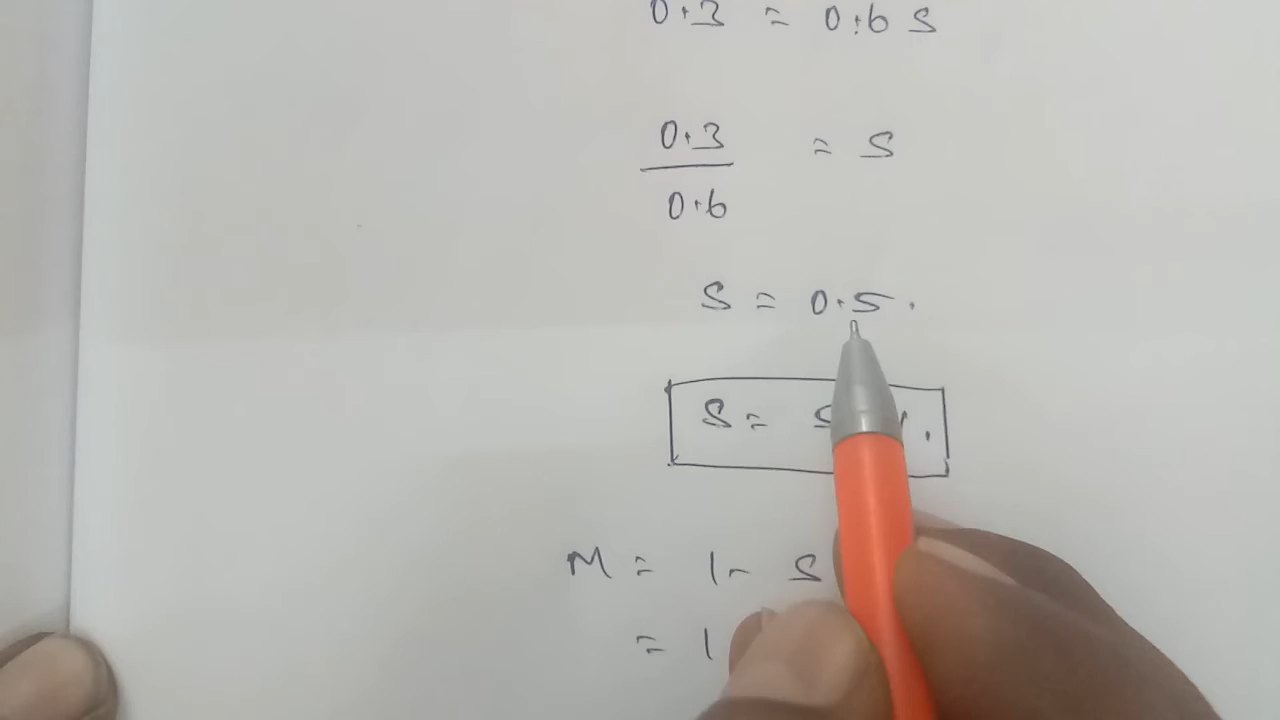 0.3 = 0.6 S
0.3 = S
0.6
S = 0.5.
S =
M = 1 - S
= 1